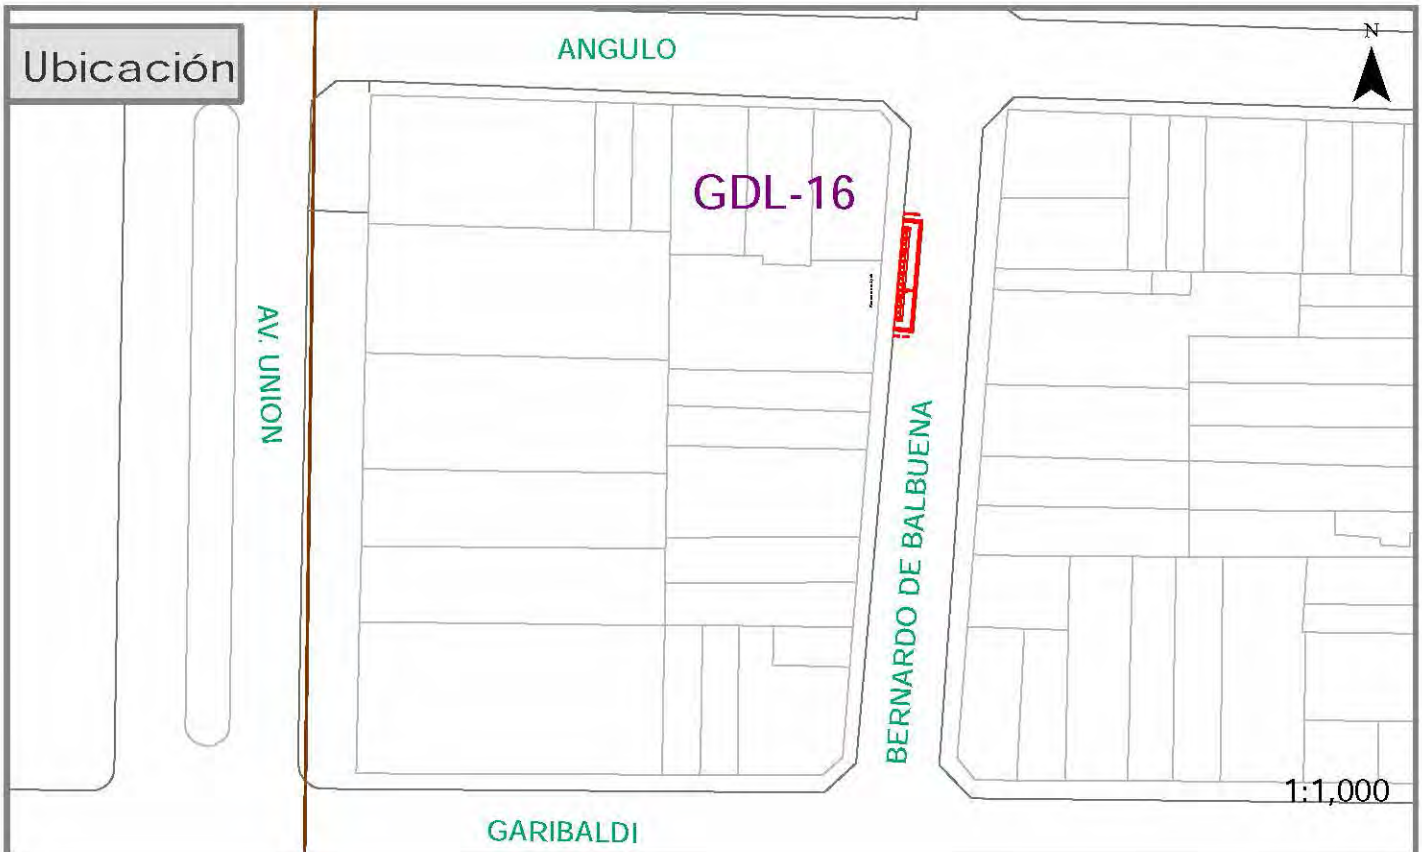 Ubicación
ANGULO
N
GDL-16
AV. UNION
BERNARDO DE BALBUENA
1:1,000
GARIBALDI